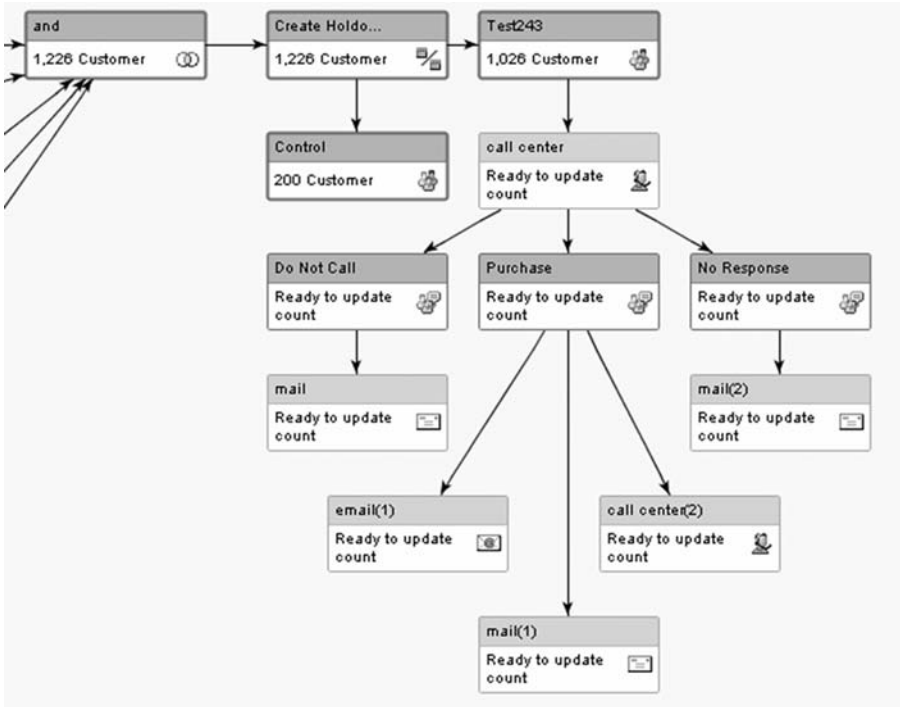 and
1,226 Customer
Create Holdo...
1,226 Customer
Test243
1,026 Customer
Control
200 Customer
call center
Ready to update
count
Do Not Call
Ready to update
count
Purchase
Ready to update
count
No Response
Ready to update
count
mail
Ready to update
count
mail(2)
Ready to update
count
email(1)
Ready to update
count
call center(2)
Ready to update
count
mail(1)
Ready to update
count